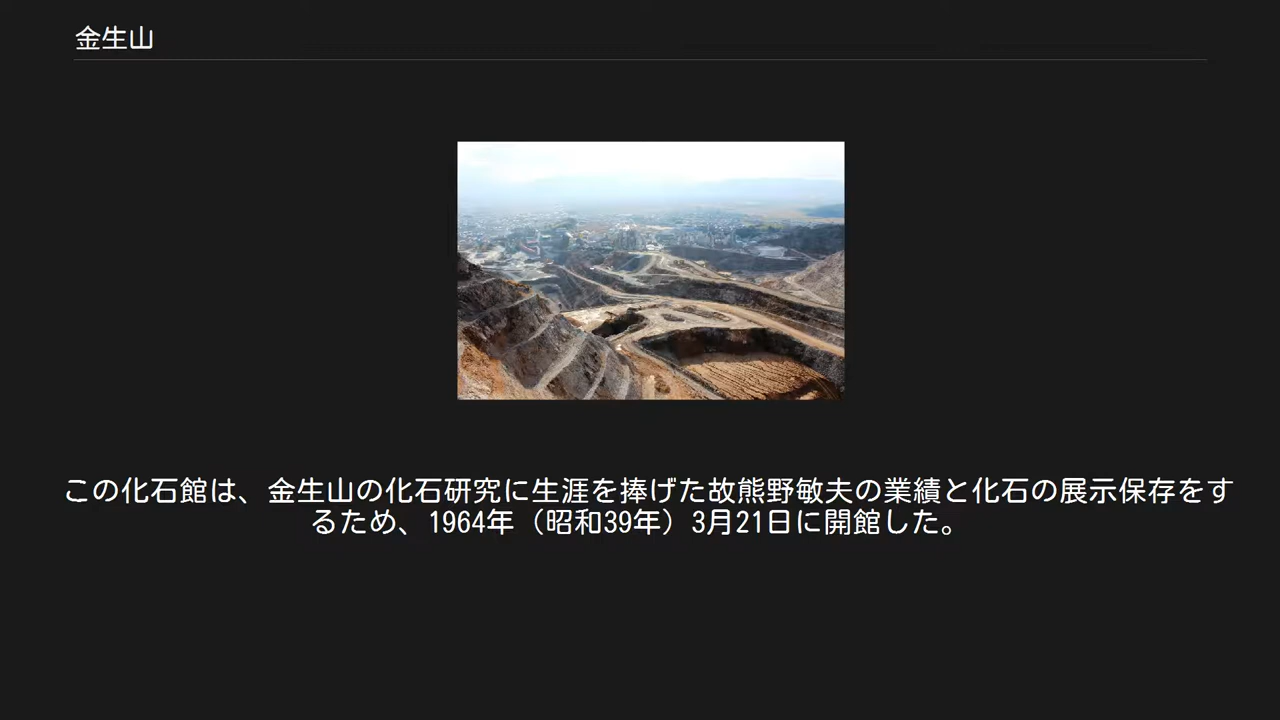 金生山
この化石館は、金生山の化石研究に生涯を捧げた故熊野敏夫の業績と化石の展示保存をす
るため、1964年（昭和39年）3月21日に開館した。